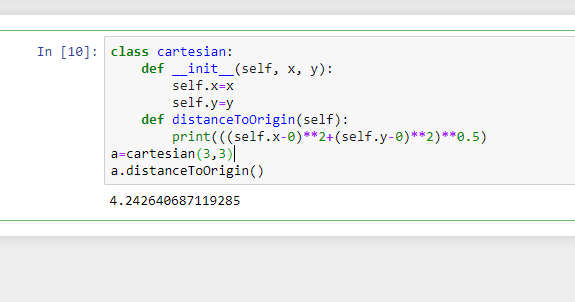 In [10]: class cartesian:
    def __init__(self, x, y):
        self.x=x
        self.y=y
    def distanceToOrigin(self):
        print(((self.x-0)**2+(self.y-0)**2)**0.5)
a=cartesian(3,3)
a.distanceToOrigin()
4.242640687119285